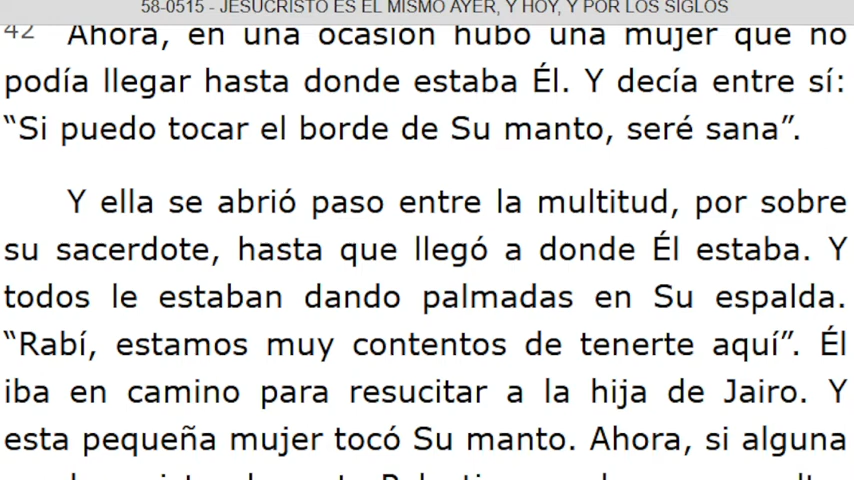 58-0515 - JESUCRISTO ES EL MISMO AYER, Y HOY, Y POR LOS SIGLOS
42 Ahora, en una ocasión hubo una mujer que no
podía llegar hasta donde estaba Él. Y decía entre sí:
“Si puedo tocar el borde de Su manto, seré sana”.
Y ella se abrió paso entre la multitud, por sobre
su sacerdote, hasta que llegó a donde Él estaba. Y
todos le estaban dando palmadas en Su espalda.
“Rabí, estamos muy contentos de tenerte aquí”. Él
iba en camino para resucitar a la hija de Jairo. Y
esta pequeña mujer tocó Su manto. Ahora, si alguna